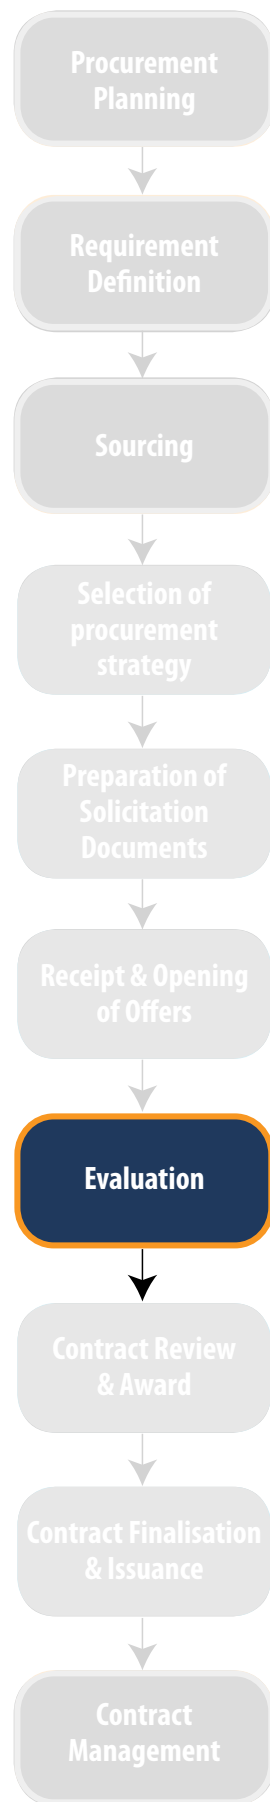 Procurement
Planning
Requirement
Definition
Sourcing
Selection of
procurement
strategy
Preparation of
Solicitation
Documents
Receipt & Opening
of Offers
Evaluation
Contract Review
& Award
Contract Finalisation
& Issuance
Contract
Management